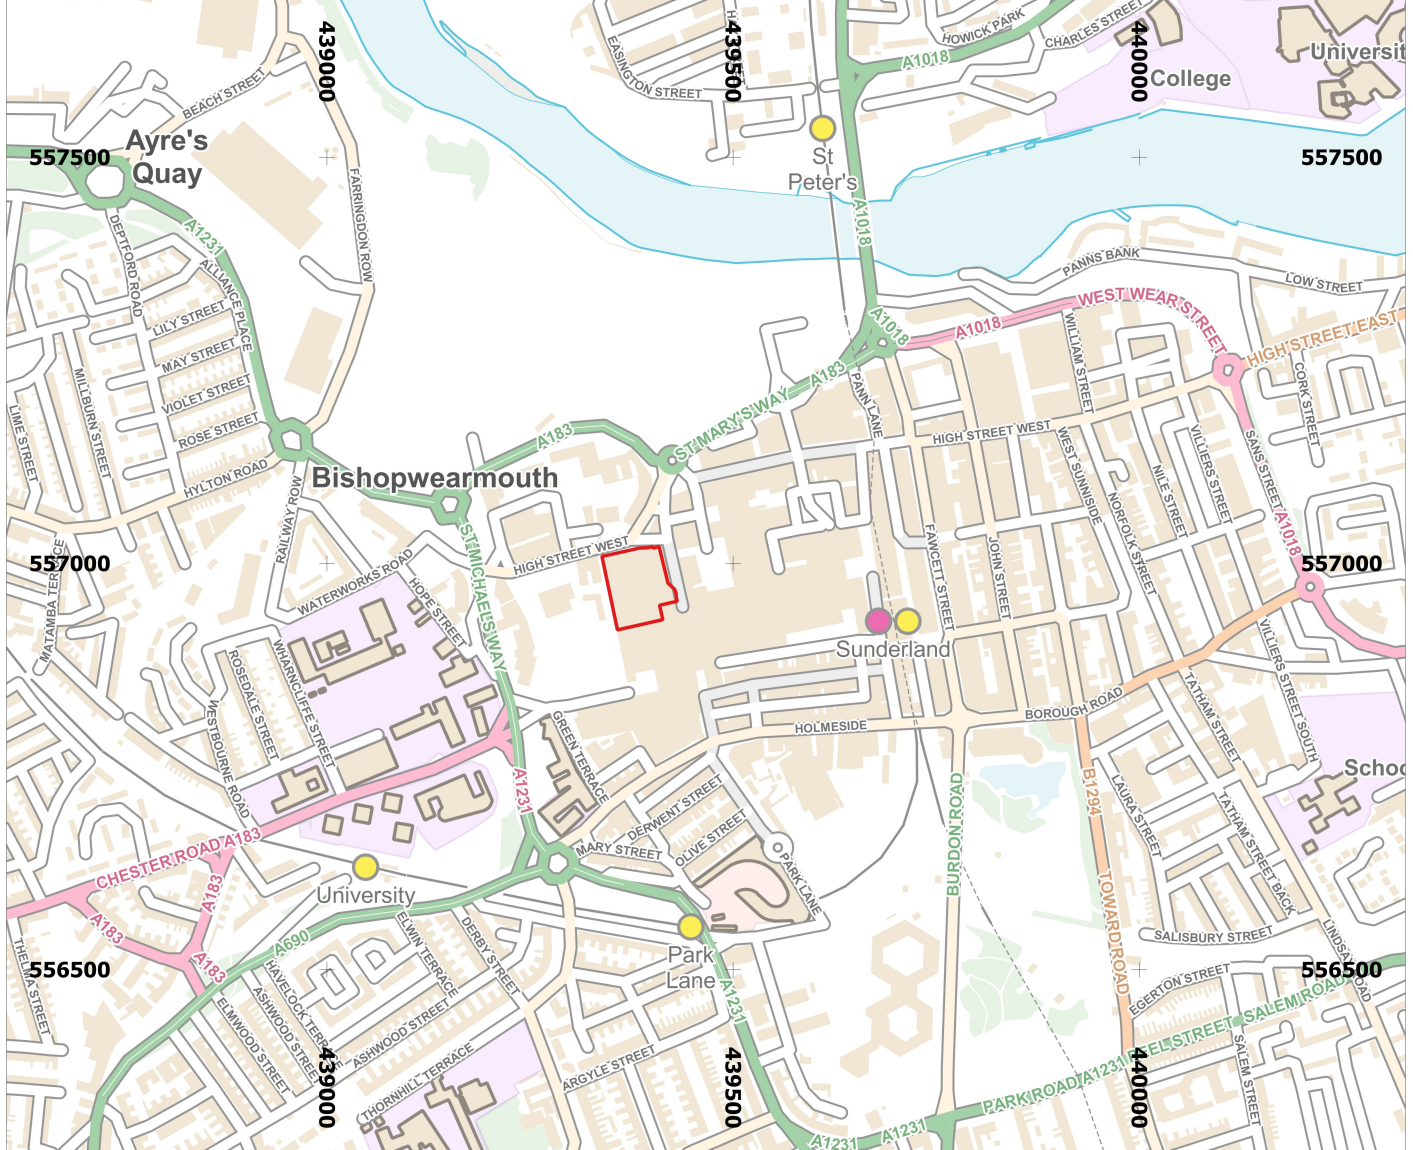 439000
439500
440000
HOWICK PARK
CHARLES STREET
A1018
EASINGTON STREET
College
Universit
BEACH STREET
Ayre's
Quay
557500
557500
St
Peter's
FARRINGDON ROW
DEPTFORD ROAD
A1231
ALLIANCE PLACE
A1018
PANNS BANK
LOW STREET
WEST WEAR STREET
HIGH STREET EAST
LILY STREET
MAY STREET
VIOLET STREET
ROSE STREET
MILLBURN STREET
LIME STREET
HYLTON ROAD
A1018
A1018
WILLIAM STREET
CORK STREET
A183
PANN LANE
ST MARY'S WAY
A183
HIGH STREET WEST
WEST SUNNISIDE
VILLIERS STREET
SANS STREET
A1018
NILE STREET
NORFOLK STREET
Bishopwearmouth
RAILWAY ROW
ST MICHAELS WAY
HIGH STREET WEST
FAWCETT STREET
JOHN STREET
557000
557000
MATAMBA TERRACE
WATERWORKS ROAD
HOPE STREET
Sunderland
WHARNCLIFFE STREET
ROSEDALE STREET
WESTBOURNE ROAD
VILLIERS STREET SOUTH
TATHAM STREET
BOROUGH ROAD
HOLMESIDE
GREEN TERRACE
A1231
BURDON ROAD
B1294
LAURA STREET
TATHAM STREET BACK
Schoo
DERWENT STREET
OLIVE STREET
MARY STREET
PARK LANE
CHESTER ROAD A183
University
A183
A183
A183
A690
Park
Lane
TOWARD ROAD
SALISBURY STREET
LINDSAY ROAD
THELMA STREET
ELWIN TERRACE
DERBY STREET
556500
556500
HAVELOCK TERRACE
ASHWOOD STREET
ELMWOOD STREET
ASHWOOD STREET
A1231
EGERTON STREET
SALEM ROAD
SALEM STREET
PEEL STREET
PARK ROAD A1231
THORNHILL TERRACE
ARGYLE STREET
A1231
A1231
439000
439500
440000